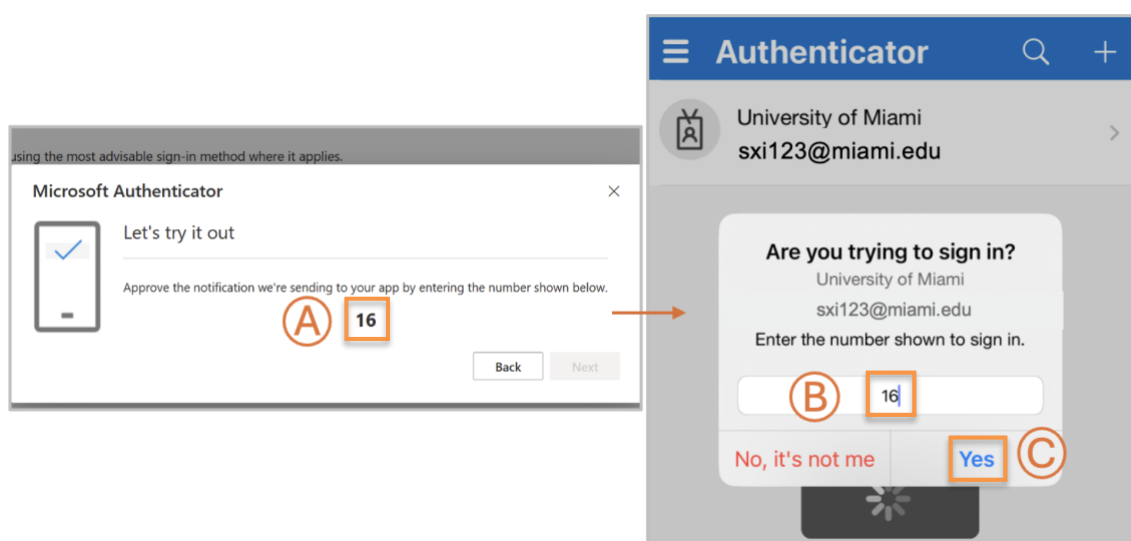 using the most advisable sign-in method where it applies.
Microsoft Authenticator
Let's try it out
Approve the notification we're sending to your app by entering the number shown below.
A 16
Back Next
Authenticator
University of Miami
sxi123@miami.edu
Are you trying to sign in?
University of Miami
sxi123@miami.edu
Enter the number shown to sign in.
B 16
No, it's not me Yes C